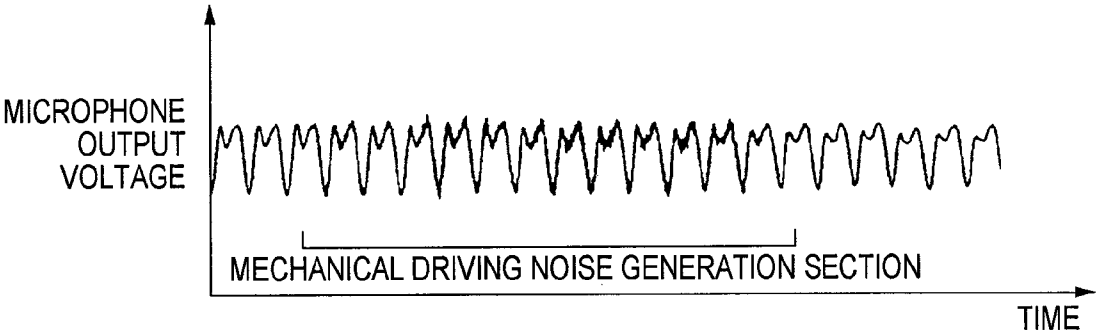 MICROPHONE
OUTPUT
VOLTAGE
MECHANICAL DRIVING NOISE GENERATION SECTION
TIME